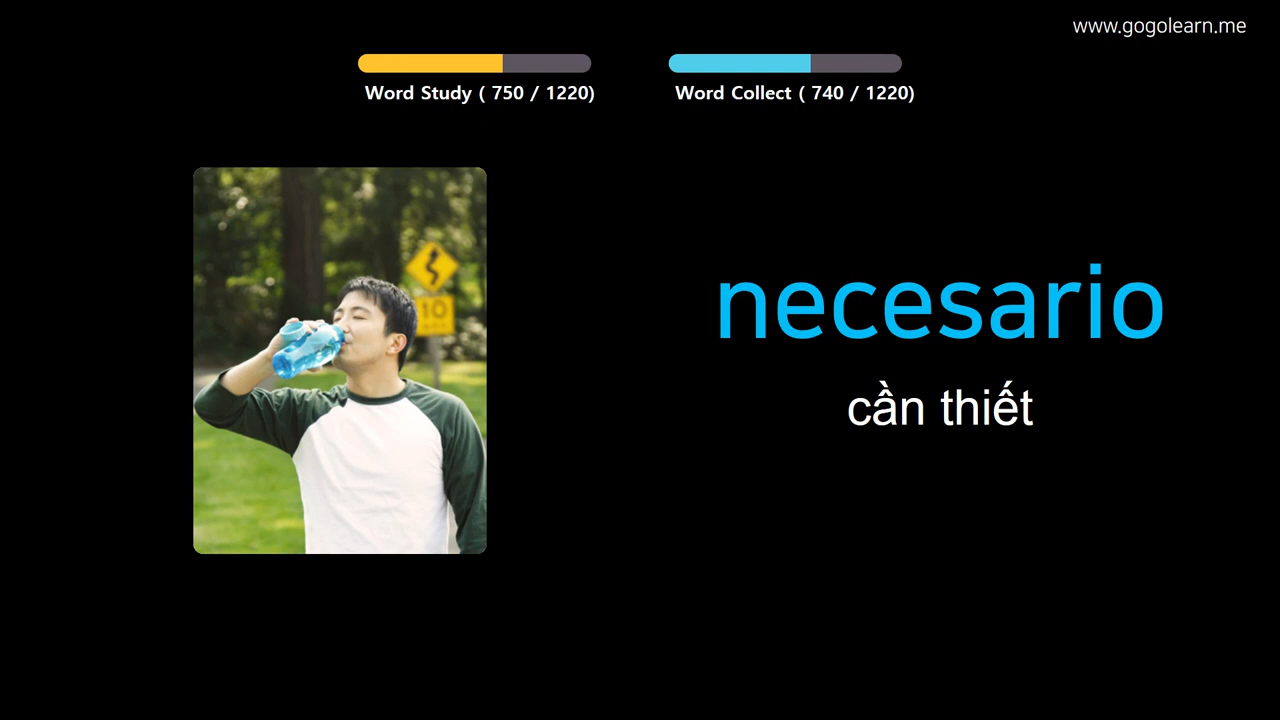 www.gogolearn.me
Word Study ( 750 / 1220)
Word Collect ( 740 / 1220)
10
necesario
cần thiết